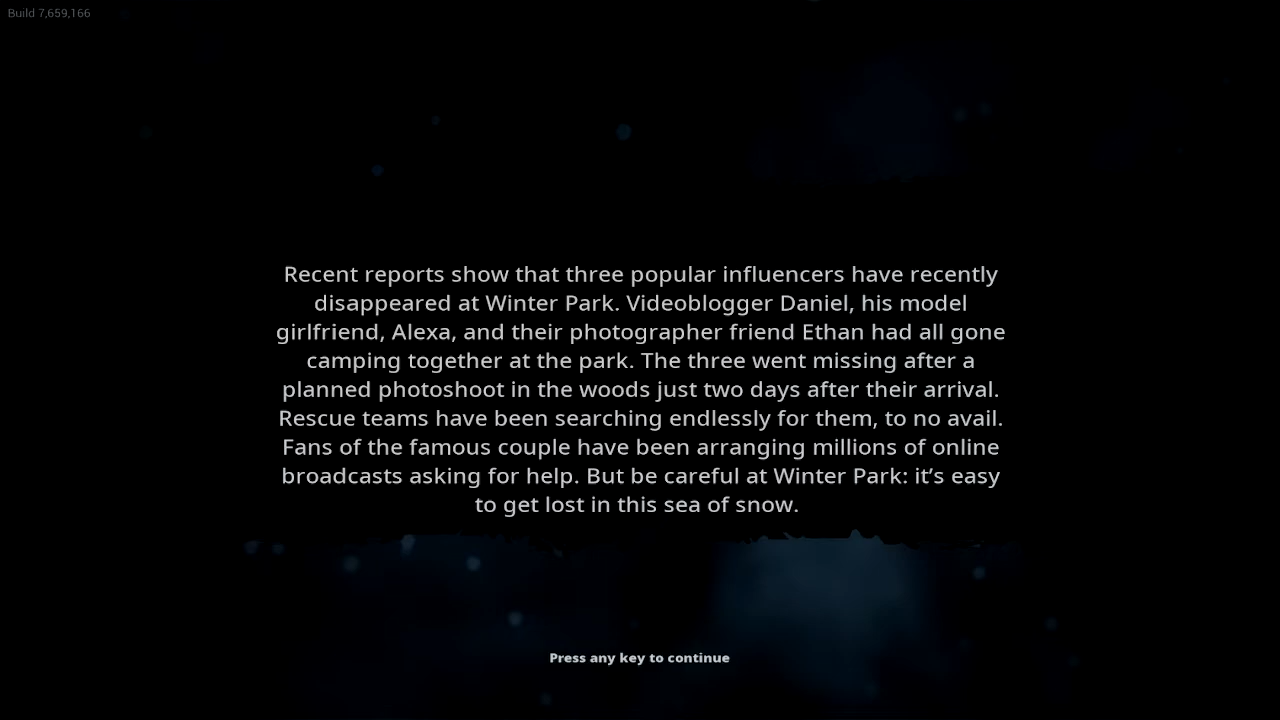 Build 7,659,166
Recent reports show that three popular influencers have recently
disappeared at Winter Park. Videoblogger Daniel, his model
girlfriend, Alexa, and their photographer friend Ethan had all gone
camping together at the park. The three went missing after a
planned photoshoot in the woods just two days after their arrival.
Rescue teams have been searching endlessly for them, to no avail.
Fans of the famous couple have been arranging millions of online
broadcasts asking for help. But be careful at Winter Park: it’s easy
to get lost in this sea of snow.
Press any key to continue